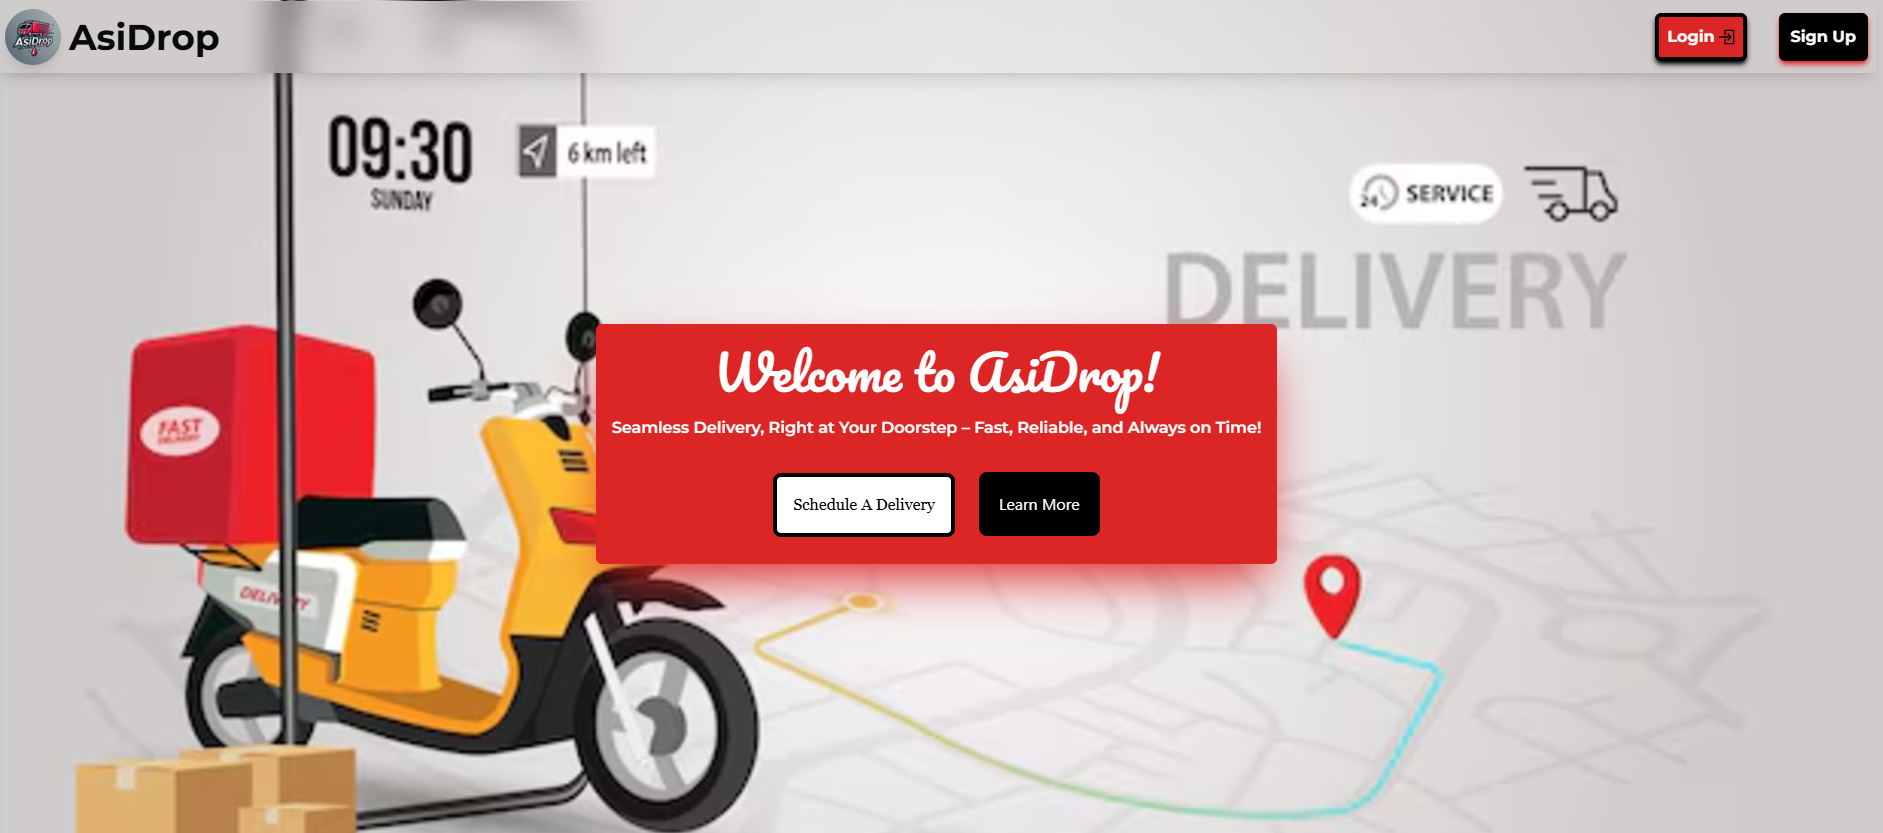 AsiDrop
AsiDrop
Login
Sign Up
09:30
SUNDAY
6 km left
24
SERVICE
DELIVERY
FAST
DELIVERY
Welcome to AsiDrop!
Seamless Delivery, Right at Your Doorstep – Fast, Reliable, and Always on Time!
Schedule A Delivery
Learn More
DELIVERY